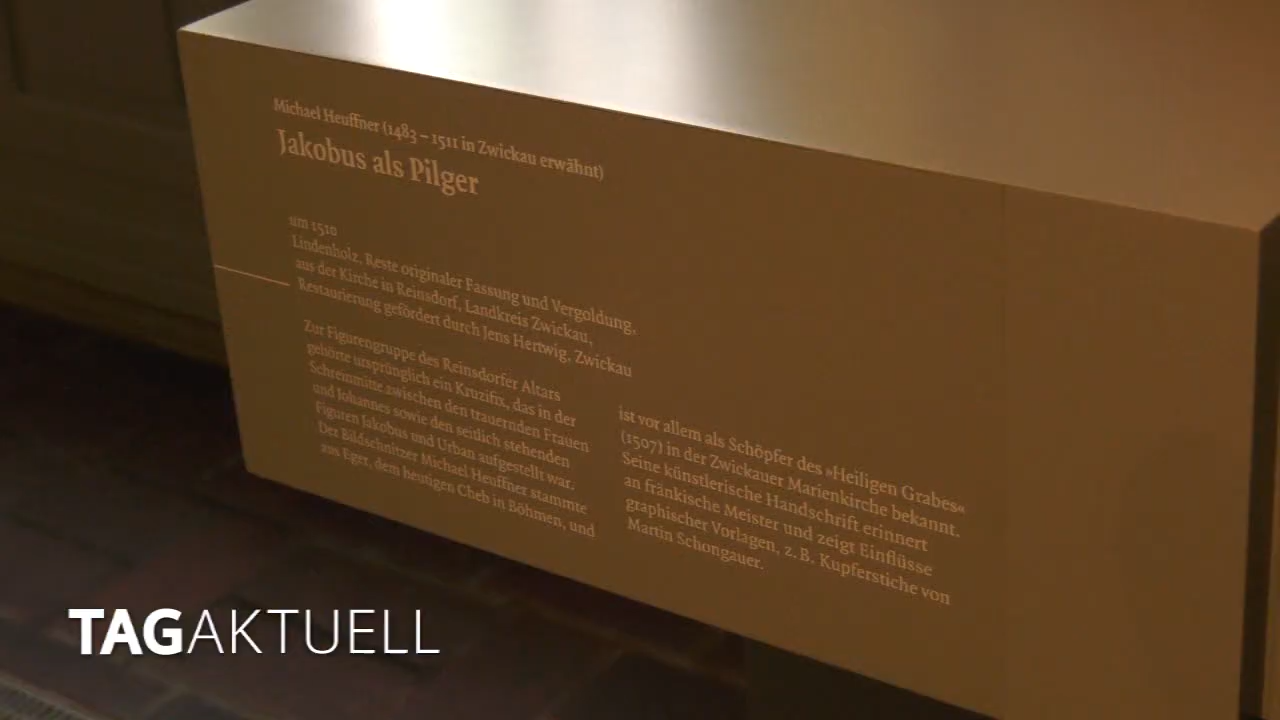 Michael Heuffner (1483 – 1511 in Zwickau erwähnt)
Jakobus als Pilger
um 1510
Lindenholz, Reste originaler Fassung und Vergoldung,
aus der Kirche in Reinsdorf, Landkreis Zwickau,
Restaurierung gefördert durch Jens Hertwig, Zwickau
Zur Figurengruppe des Reinsdorfer Altars
gehörte ursprünglich ein Kruzifix, das in der
Schreinmitte zwischen den trauernden Frauen
und Johannes sowie den seitlich stehenden
Figuren Jakobus und Urban aufgestellt war.
Der Bildschnitzer Michael Heuffner stammte
aus Eger, dem heutigen Cheb in Böhmen, und
ist vor allem als Schöpfer des »Heiligen Grabes«
(1507) in der Zwickauer Marienkirche bekannt.
Seine künstlerische Handschrift erinnert
an fränkische Meister und zeigt Einflüsse
graphischer Vorlagen, z. B. Kupferstiche von
Martin Schongauer.
TAGAKTUELL